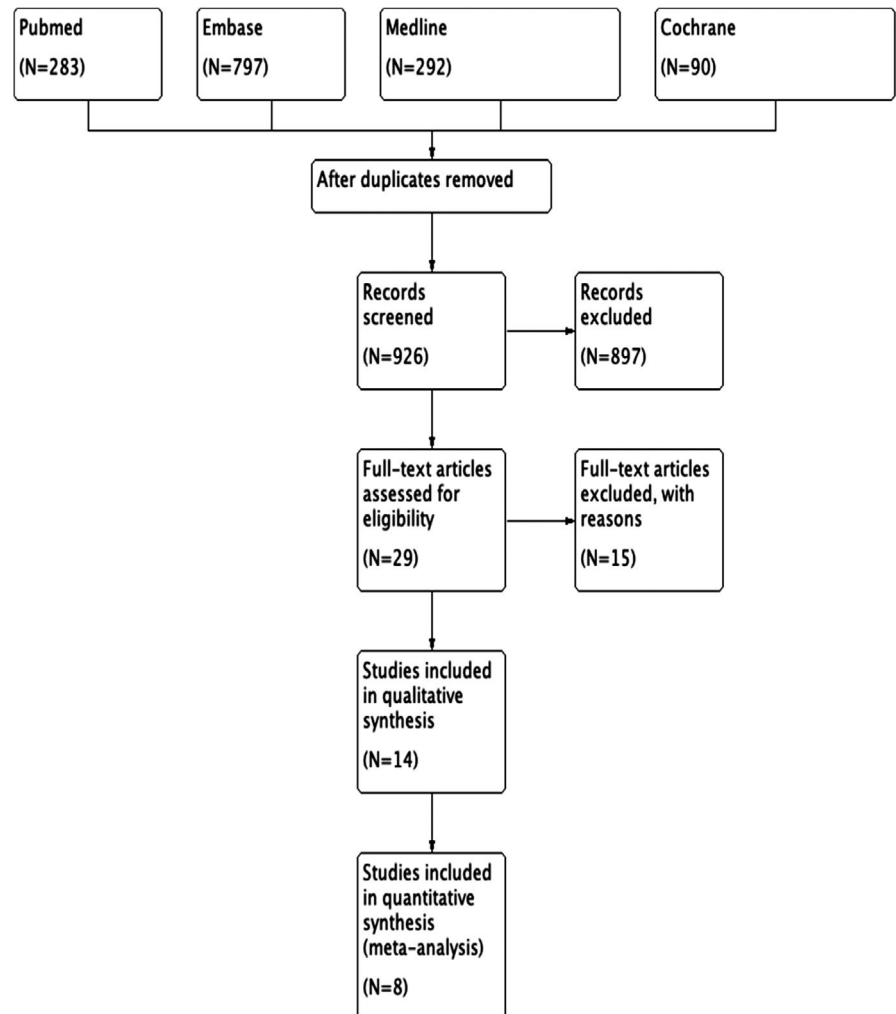 Pubmed
(N=283)
Embase
(N=797)
Medline
(N=292)
Cochrane
(N=90)
After duplicates removed
Records
screened
(N=926)
Records
excluded
(N=897)
Full-text articles
assessed for
eligibility
(N=29)
Full-text articles
excluded, with
reasons
(N=15)
Studies included
in qualitative
synthesis
(N=14)
Studies included
in quantitative
synthesis
(meta-analysis)
(N=8)